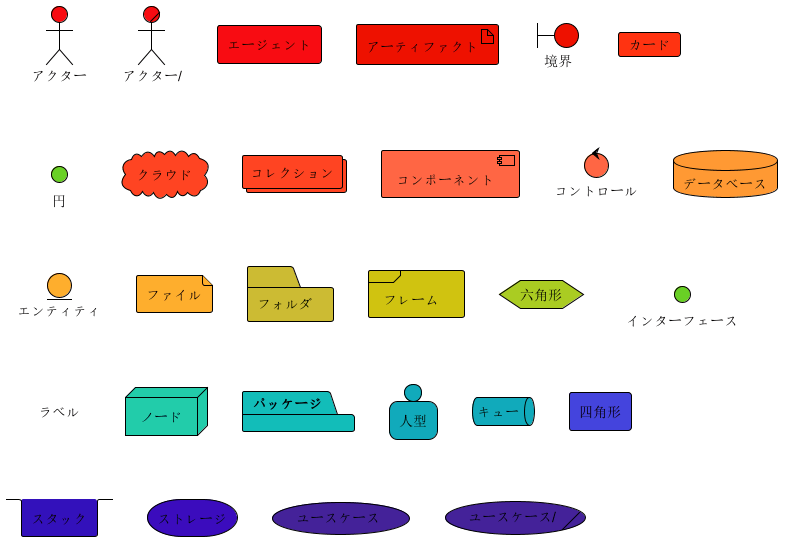 アクター
アクター/
エージェント
アーティファクト
境界
カード
円
クラウド
コレクション
コンポーネント
コントロール
データベース
エンティティ
ファイル
フォルダ
フレーム
六角形
インターフェース
ラベル
ノード
パッケージ
人型
キュー
四角形
スタック
ストレージ
ユースケース
ユースケース/